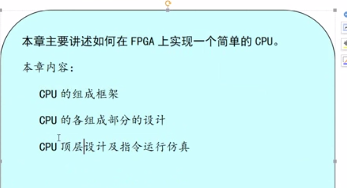 本章主要讲述如何在 FPGA 上实现一个简单的 CPU。
本章内容：
CPU 的组成框架
CPU 的各组成部分的设计
CPU 顶层设计及指令运行仿真